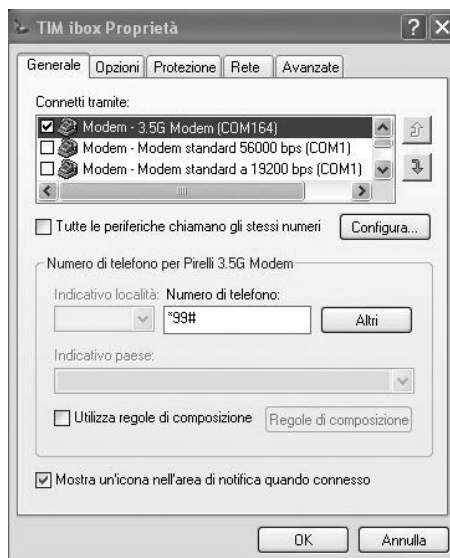 TIM ibox Proprietà
Generale Opzioni Protezione Rete Avanzate
Connetti tramite:
Modem - 3.5G Modem (COM164)
Modem - Modem standard 56000 bps (COM1)
Modem - Modem standard a 19200 bps (COM1)
Tutte le periferiche chiamano gli stessi numeri Configura...
Numero di telefono per Pirelli 3.5G Modem
Indicativo località: Numero di telefono:
*99# Altri
Indicativo paese:
Utilizza regole di composizione Regole di composizione
Mostra un'icona nell'area di notifica quando connesso
OK Annulla